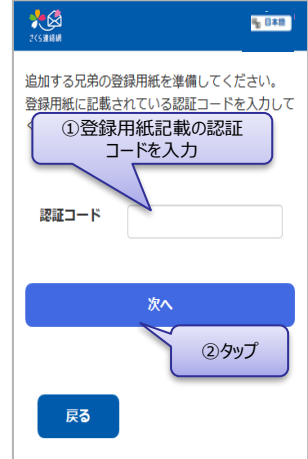 さくら連絡網
日本語
追加する兄弟の登録用紙を準備してください。
登録用紙に記載されている認証コードを入力して
①登録用紙記載の認証
コードを入力
認証コード
次へ
②タップ
戻る